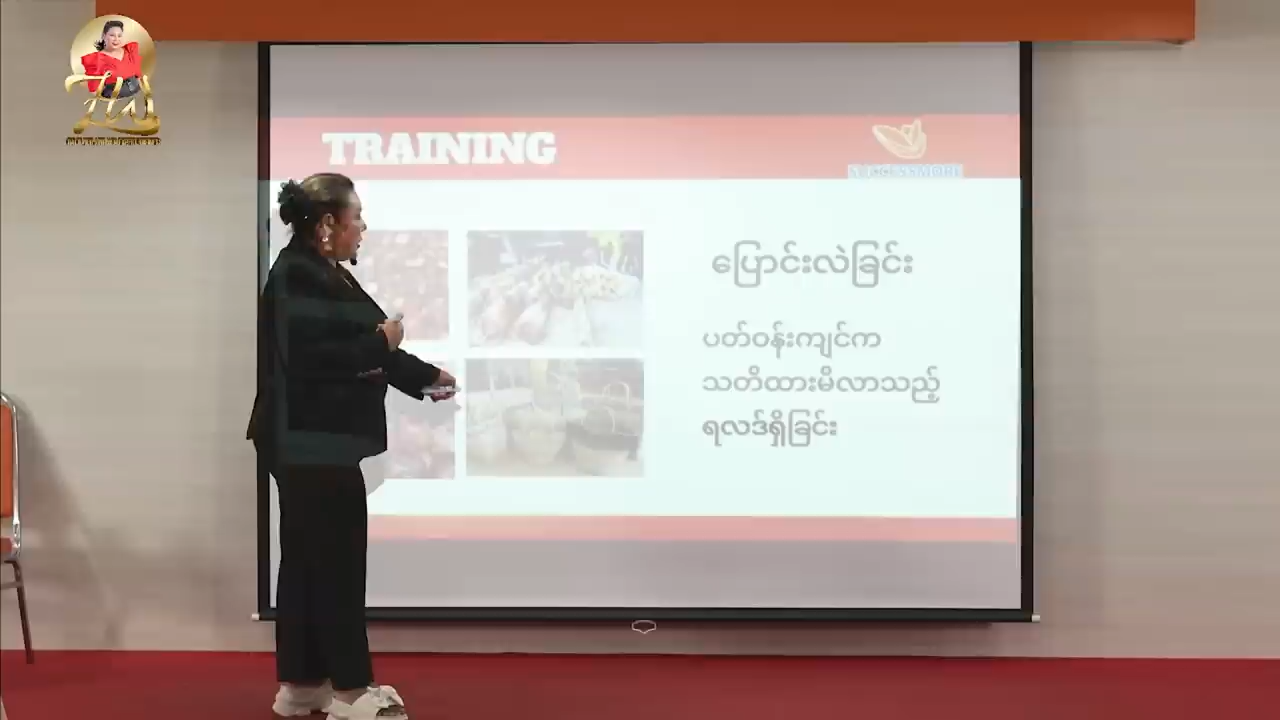 TRAINING
SUCCESSMORE
ပြောင်းလဲခြင်း
ပတ်ဝန်းကျင်က
သတိထားမိလာသည့်
ရလဒ်ရှိခြင်း